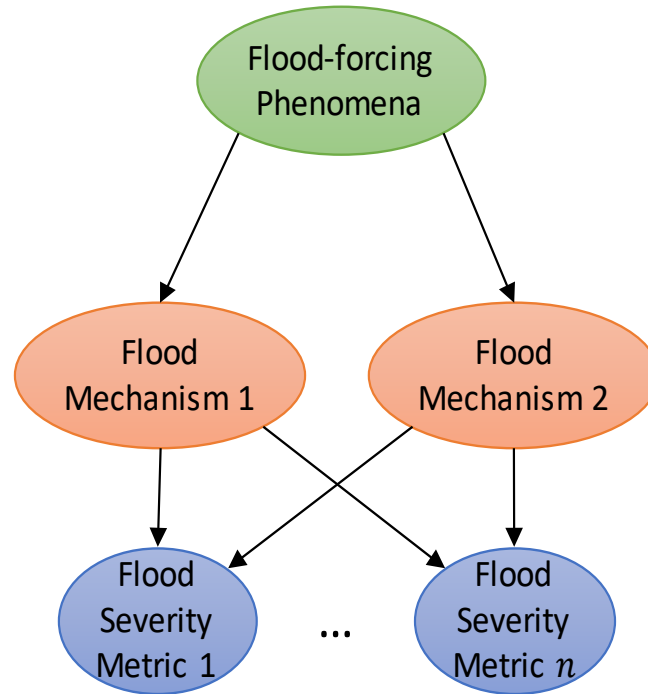 Flood-forcing
Phenomena
Flood
Mechanism 1
Flood
Mechanism 2
Flood
Severity
Metric 1
...
Flood
Severity
Metric n